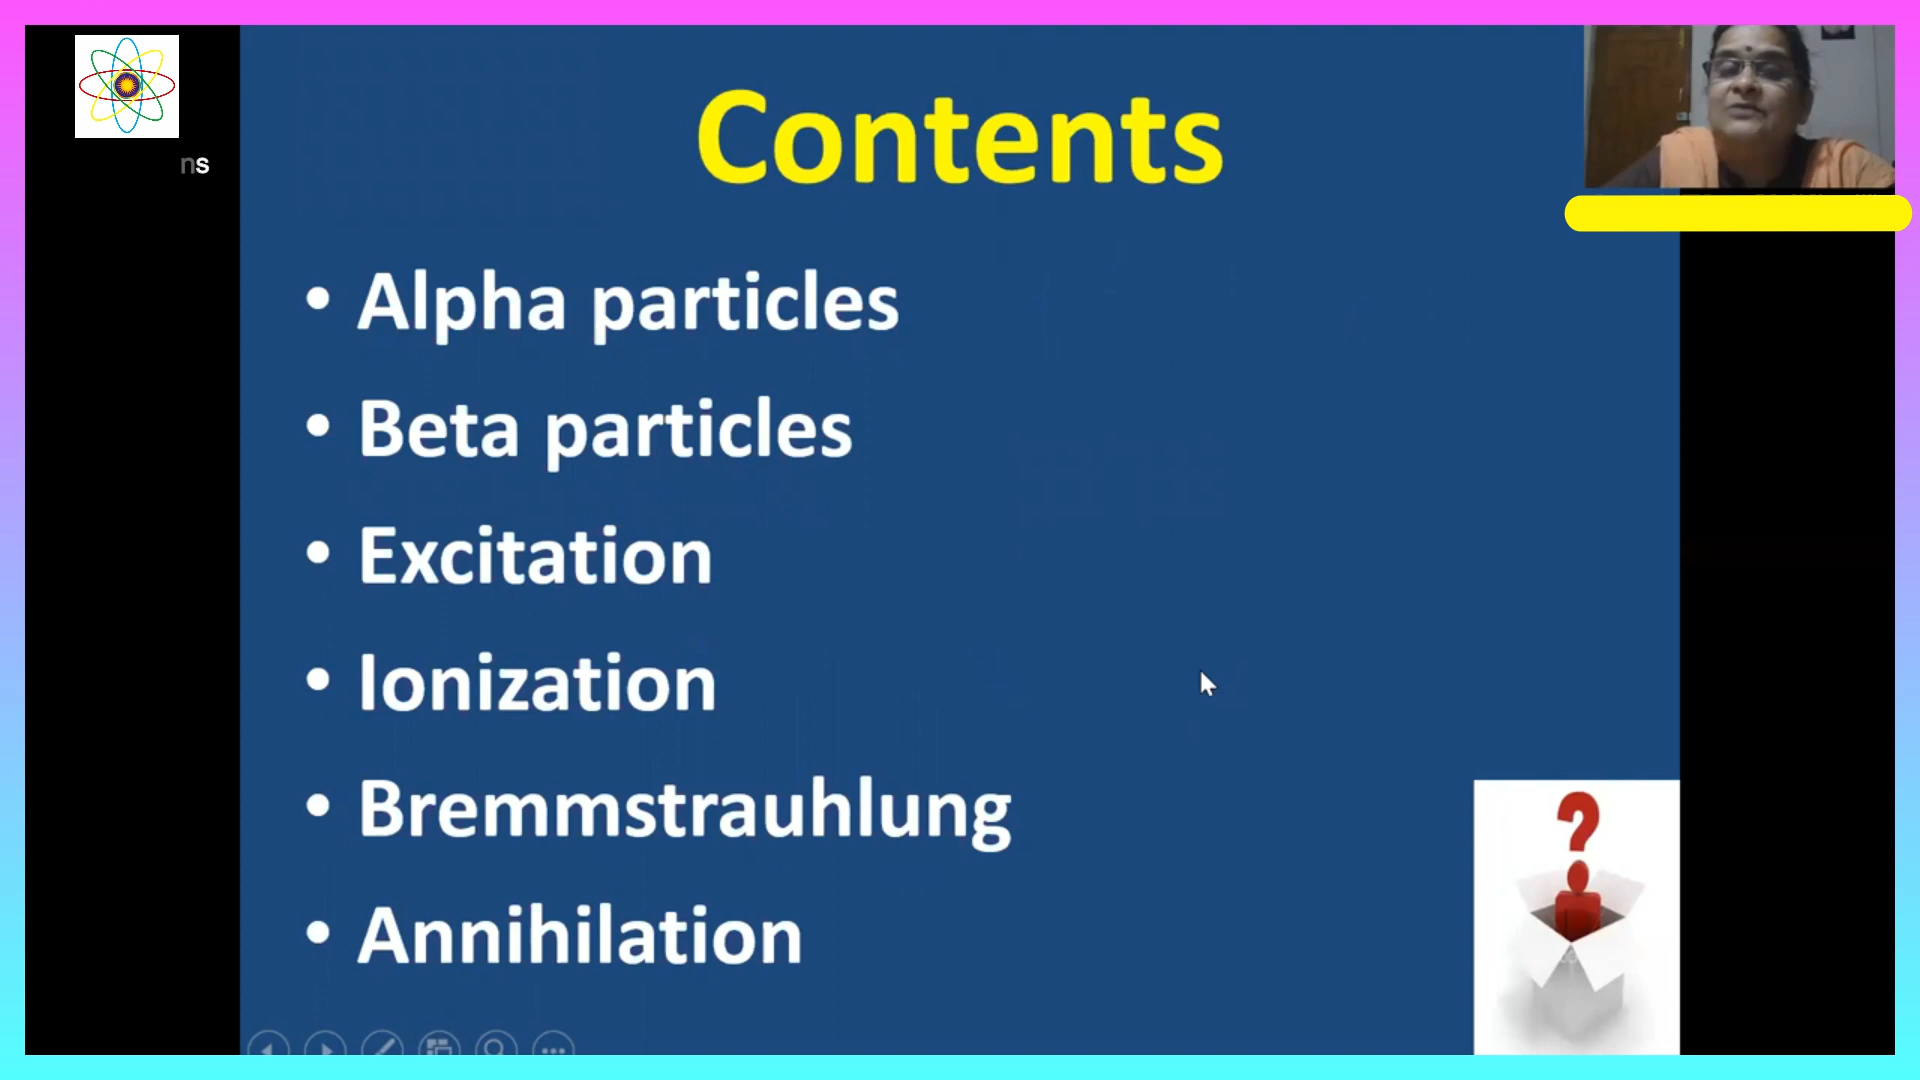 ns
Contents
• Alpha particles
• Beta particles
• Excitation
• Ionization
• Bremmstrauhlung
• Annihilation